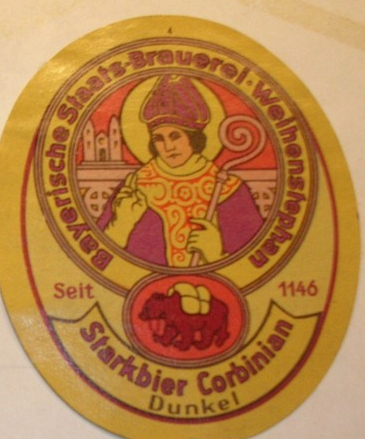 Bayerische Staats-Brauerei·Weihenstephan
Seit 1146
Starkbier Corbinian
Dunkel